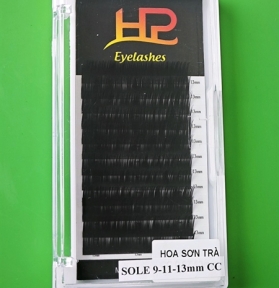 HP
Eyelashes
HOA SƠN TRÀ
SOLE 9-11-13mm CC